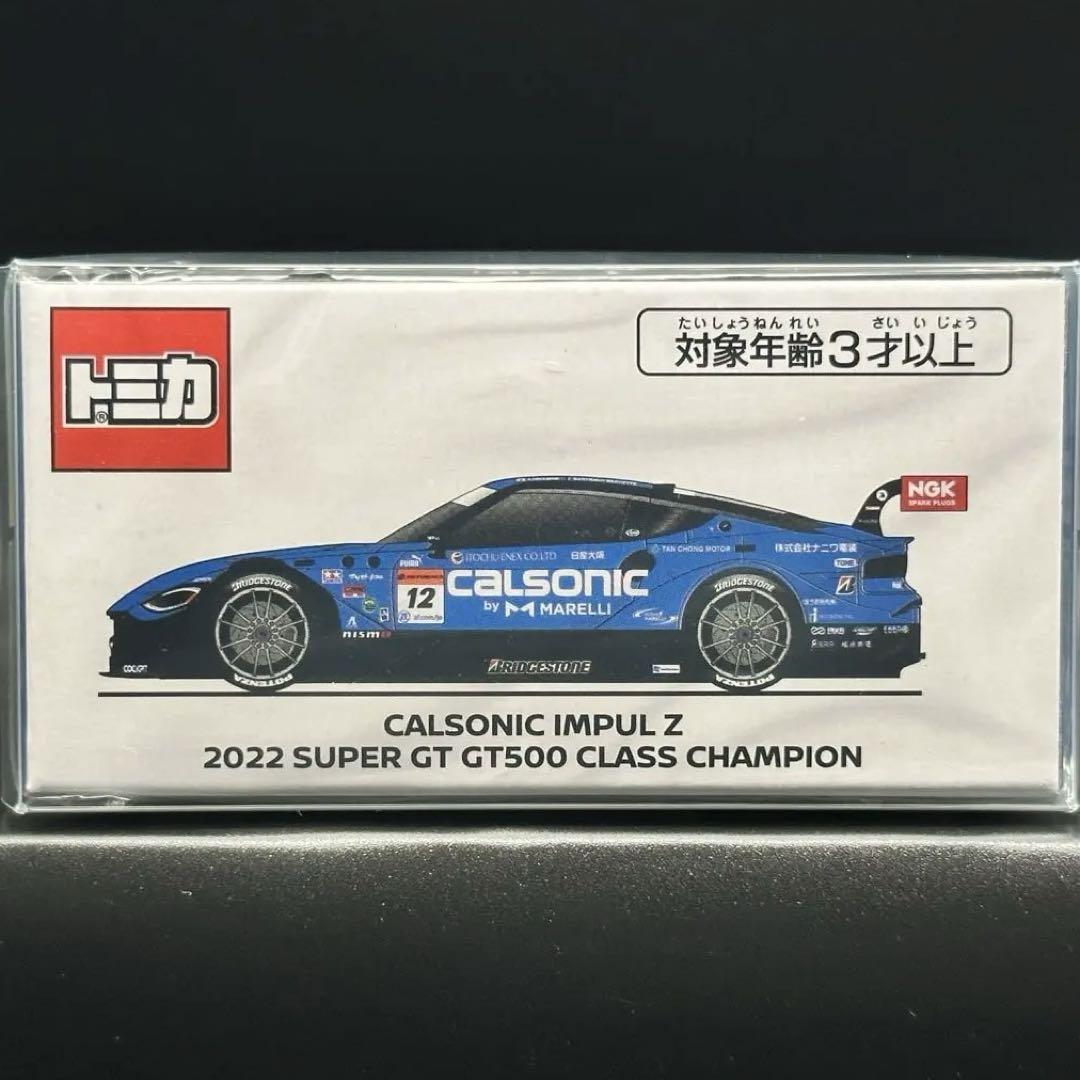 トミカ®
たいしょうねんれい さいいじょう
対象年齢3才以上
NGK
SPARK PLUGS
ITOCHU ENEX CO.LTD. 日産大阪
TAN CHONG MOTOR
株式会社ナニワ電装
calsonic
by MARELLI
12
BRIDGESTONE
BRIDGESTONE
TONE
nismo
COCKPIT
BRIDGESTONE
POTENZA
POTENZA
CALSONIC IMPUL Z
2022 SUPER GT GT500 CLASS CHAMPION